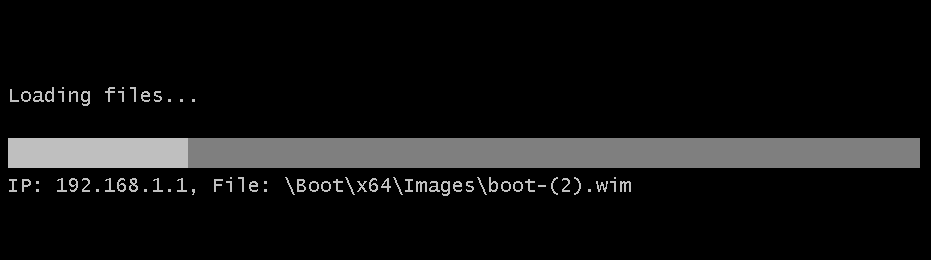 Loading files...
IP: 192.168.1.1, File: \Boot\x64\Images\boot-(2).wim